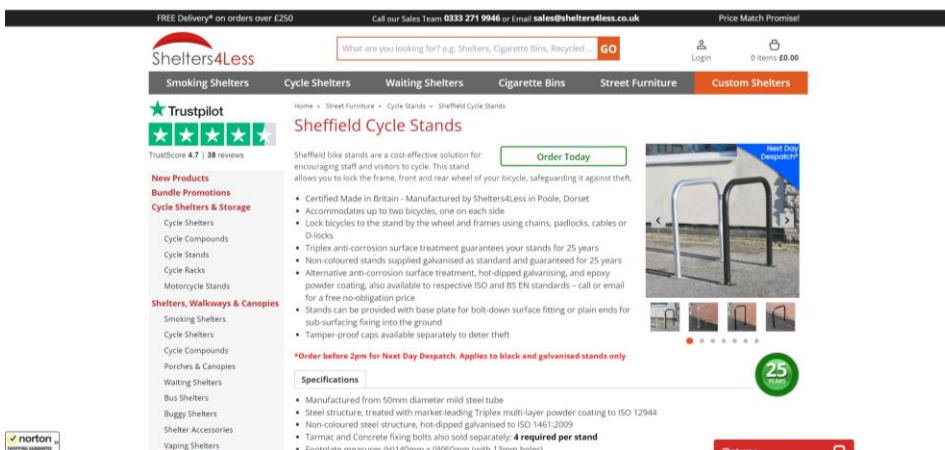 FREE Delivery* on orders over £250
Call our Sales Team 0333 271 9946 or Email sales@shelters4less.co.uk
Price Match Promise!
Shelters4Less
What are you looking for? e.g. Shelters, Cigarette Bins, Recycled ...
GO
Login
0 items £0.00
Smoking Shelters
Cycle Shelters
Waiting Shelters
Cigarette Bins
Street Furniture
Custom Shelters
Trustpilot
TrustScore 4.7 | 38 reviews
New Products
Bundle Promotions
Cycle Shelters & Storage
Cycle Shelters
Cycle Compounds
Cycle Stands
Cycle Racks
Motorcycle Stands
Shelters, Walkways & Canopies
Smoking Shelters
Cycle Shelters
Cycle Compounds
Porches & Canopies
Waiting Shelters
Bus Shelters
Buggy Shelters
Shelter Accessories
Vaping Shelters
Home » Street Furniture » Cycle Stands » Sheffield Cycle Stands
Sheffield Cycle Stands
Sheffield bike stands are a cost-effective solution for
encouraging staff and visitors to cycle. This stand
allows you to lock the frame, front and rear wheel of your bicycle, safeguarding it against theft.
Order Today
• Certified Made in Britain - Manufactured by Shelters4Less in Poole, Dorset
• Accommodates up to two bicycles, one on each side
• Lock bicycles to the stand by the wheel and frames using chains, padlocks, cables or
D-locks
• Triplex anti-corrosion surface treatment guarantees your stands for 25 years
• Non-coloured stands supplied galvanised as standard and guaranteed for 25 years
• Alternative anti-corrosion surface treatment, hot-dipped galvanising, and epoxy
powder coating, also available to respective ISO and BS EN standards – call or email
for a free no-obligation price
• Stands can be provided with base plate for bolt-down surface fitting or plain ends for
sub-surfacing fixing into the ground
• Tamper-proof caps available separately to deter theft
*Order before 2pm for Next Day Despatch. Applies to black and galvanised stands only
Specifications
• Manufactured from 50mm diameter mild steel tube
• Steel structure, treated with market-leading Triplex multi-layer powder coating to ISO 12944
• Non-coloured steel structure, hot-dipped galvanised to ISO 1461:2009
• Tarmac and Concrete fixing bolts also sold separately; 4 required per stand
• Footplate measures (H)140mm x (W)60mm (with 13mm holes)
Next Day
Despatch*
25
YEARS
norton